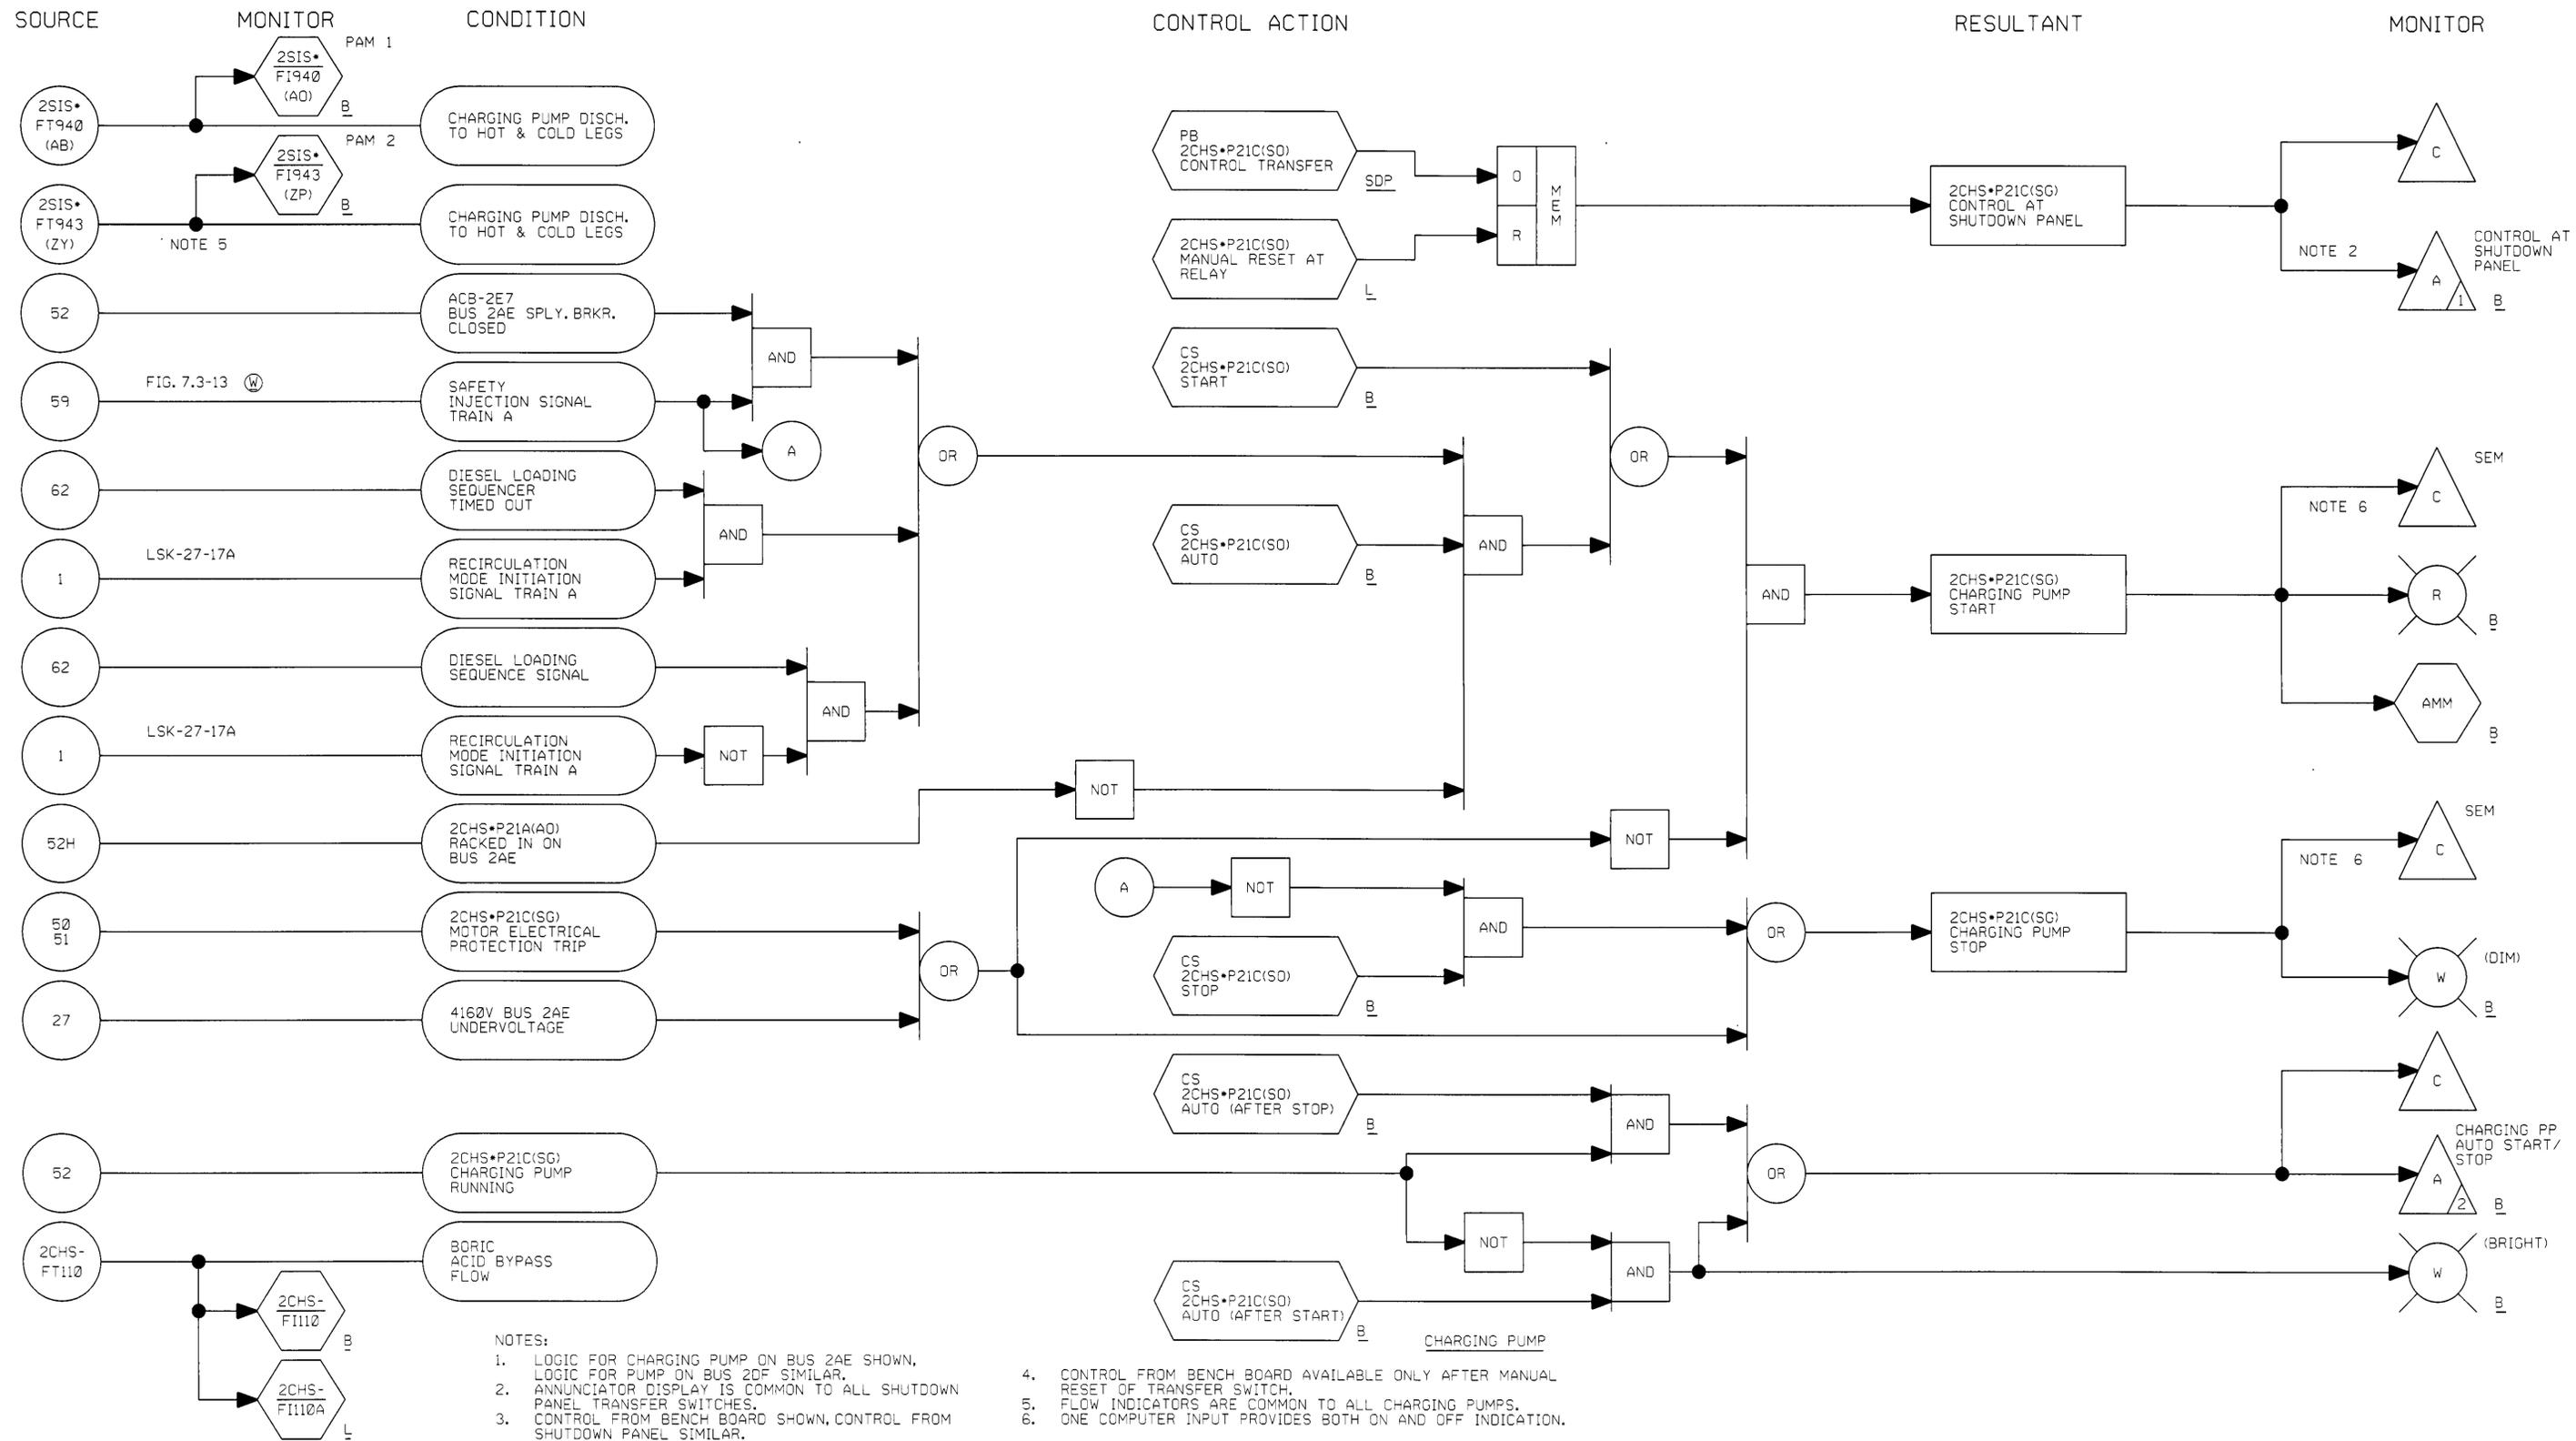 SOURCE
MONITOR
CONDITION
CONTROL ACTION
RESULTANT
MONITOR
2SIS•
FI940
(AO)
PAM 1
B
2SIS•
FT940
(AB)
CHARGING PUMP DISCH.
TO HOT & COLD LEGS
2SIS•
FI943
(ZP)
PAM 2
B
2SIS•
FT943
(ZY)
NOTE 5
CHARGING PUMP DISCH.
TO HOT & COLD LEGS
PB
2CHS•P21C(SO)
CONTROL TRANSFER
SDP
2CHS•P21C(SO)
MANUAL RESET AT
RELAY
L
O
R
MEM
2CHS•P21C(SG)
CONTROL AT
SHUTDOWN PANEL
C
NOTE 2
A
1
CONTROL AT
SHUTDOWN
PANEL
B
52
ACB-2E7
BUS 2AE SPLY. BRKR.
CLOSED
AND
59
FIG. 7.3-13 W
SAFETY
INJECTION SIGNAL
TRAIN A
A
OR
CS
2CHS•P21C(SO)
START
B
OR
62
DIESEL LOADING
SEQUENCER
TIMED OUT
AND
1
LSK-27-17A
RECIRCULATION
MODE INITIATION
SIGNAL TRAIN A
CS
2CHS•P21C(SO)
AUTO
B
AND
AND
2CHS•P21C(SG)
CHARGING PUMP
START
NOTE 6
C
SEM
R
B
AMM
B
62
DIESEL LOADING
SEQUENCE SIGNAL
AND
1
LSK-27-17A
RECIRCULATION
MODE INITIATION
SIGNAL TRAIN A
NOT
52H
2CHS•P21A(AO)
RACKED IN ON
BUS 2AE
NOT
NOT
50
51
2CHS•P21C(SG)
MOTOR ELECTRICAL
PROTECTION TRIP
OR
27
4160V BUS 2AE
UNDERVOLTAGE
A
NOT
CS
2CHS•P21C(SO)
STOP
B
AND
OR
2CHS•P21C(SG)
CHARGING PUMP
STOP
NOTE 6
C
SEM
W
(DIM)
B
CS
2CHS•P21C(SO)
AUTO (AFTER STOP)
B
AND
52
2CHS•P21C(SG)
CHARGING PUMP
RUNNING
OR
C
A
2
CHARGING PP
AUTO START/
STOP
B
2CHS-
FT110
BORIC
ACID BYPASS
FLOW
NOT
CS
2CHS•P21C(SO)
AUTO (AFTER START)
B
AND
W
(BRIGHT)
B
2CHS-
FI110
B
2CHS-
FI110A
L
CHARGING PUMP
NOTES:
1. LOGIC FOR CHARGING PUMP ON BUS 2AE SHOWN,
LOGIC FOR PUMP ON BUS 2DF SIMILAR.
2. ANNUNCIATOR DISPLAY IS COMMON TO ALL SHUTDOWN
PANEL TRANSFER SWITCHES.
3. CONTROL FROM BENCH BOARD SHOWN, CONTROL FROM
SHUTDOWN PANEL SIMILAR.
4. CONTROL FROM BENCH BOARD AVAILABLE ONLY AFTER MANUAL
RESET OF TRANSFER SWITCH.
5. FLOW INDICATORS ARE COMMON TO ALL CHARGING PUMPS.
6. ONE COMPUTER INPUT PROVIDES BOTH ON AND OFF INDICATION.